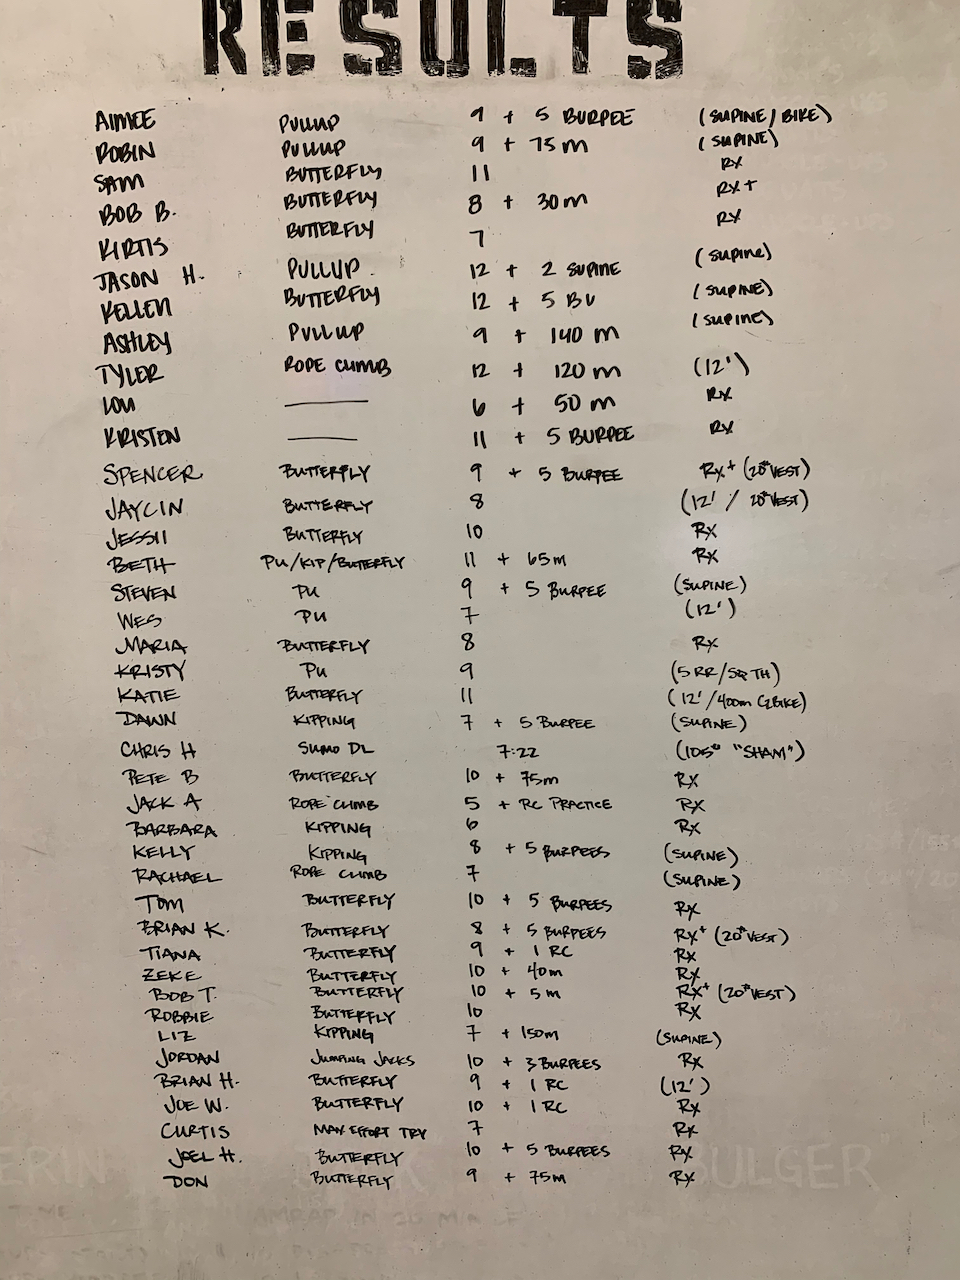 RESULTS
AIMEE PULLUP 9 + 5 BURPEE (SUPINE/BIKE)
ROBIN PULLUP 9 + 75 M (SUPINE)
SAM BUTTERFLY 11 RX
BOB B. BUTTERFLY 8 + 30 M RX+
KIRTIS BUTTERFLY 7 RX
JASON H. PULLUP 12 + 2 SUPINE (SUPINE)
KELLEN BUTTERFLY 12 + 5 BU (SUPINE)
ASHLEY PULLUP 9 + 140 M (SUPINE)
TYLER ROPE CLIMB 12 + 120 M (12')
LOU —— 6 + 50 M RX
KRISTEN —— 11 + 5 BURPEE RX
SPENCER BUTTERFLY 9 + 5 BURPEE RX+ (20# VEST)
JAYCIN BUTTERFLY 8 (12' / 20# VEST)
JESSII BUTTERFLY 10 RX
BETH PU/KIP/BUTTERFLY 11 + 65m RX
STEVEN PU 9 + 5 BURPEE (SUPINE)
WES PU 7 (12')
MARIA BUTTERFLY 8 RX
KRISTY PU 9 (5 RR/SQ TH)
KATIE BUTTERFLY 11 (12'/400m C2BIKE)
DAWN KIPPING 7 + 5 BURPEE (SUPINE)
CHRIS H SUMO DL 7:22 (105# "SHAM")
PETE B BUTTERFLY 10 + 75m RX
JACK A ROPE CLIMB 5 + RC PRACTICE RX
BARBARA KIPPING 6 RX
KELLY KIPPING 8 + 5 BURPEES (SUPINE)
RACHAEL ROPE CLIMB 7 (SUPINE)
TOM BUTTERFLY 10 + 5 BURPEES RX
BRIAN K. BUTTERFLY 8 + 5 BURPEES RX+ (20# VEST)
TIANA BUTTERFLY 9 + 1 RC RX
ZEKE BUTTERFLY 10 + 40m RX
BOB T. BUTTERFLY 10 + 5 m RX+ (20# VEST)
ROBBIE BUTTERFLY 10 RX
LIZ KIPPING 7 + 150m (SUPINE)
JORDAN JUMPING JACKS 10 + 3 BURPEES RX
BRIAN H. BUTTERFLY 9 + 1 RC (12')
JOE W. BUTTERFLY 10 + 1 RC RX
CURTIS MAX EFFORT TRY 7 RX
JOEL H. BUTTERFLY 10 + 5 BURPEES RX
DON BUTTERFLY 9 + 75m RX
BULGER"